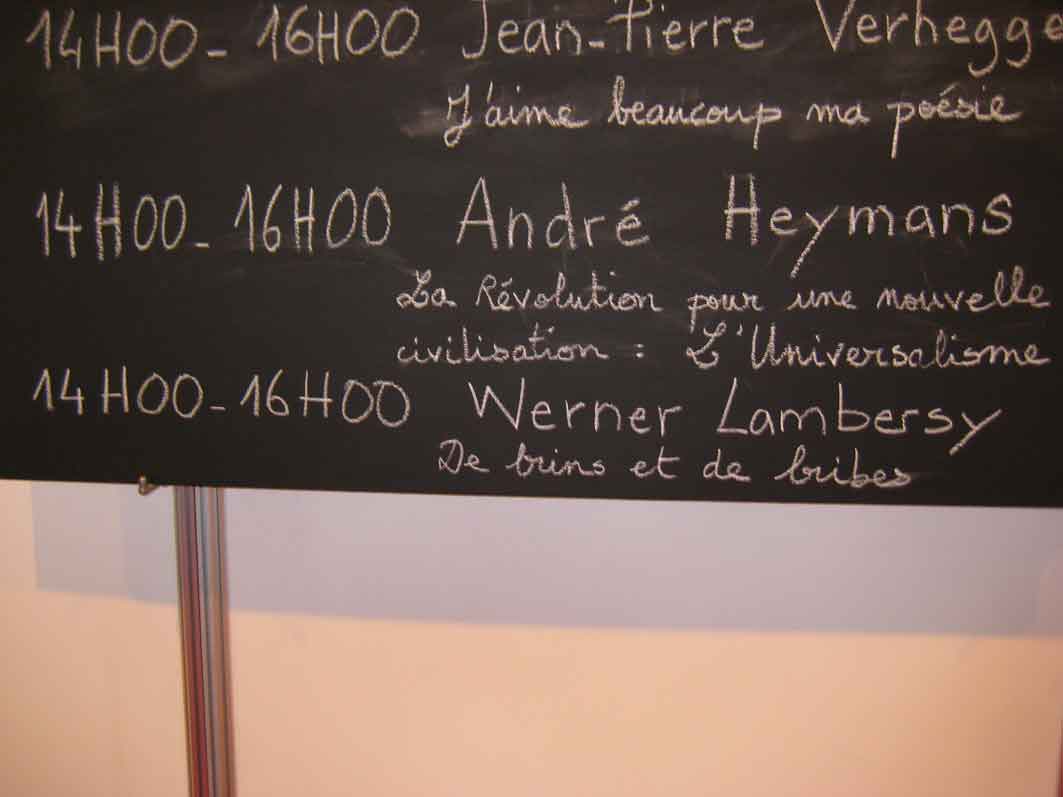 14H00 - 16H00 Jean-Pierre Verhegge
J'aime beaucoup ma poésie
14H00 - 16H00 André Heymans
La Révolution pour une nouvelle
civilisation : L'Universalisme
14H00 - 16H00 Werner Lambersy
De brins et de bribes